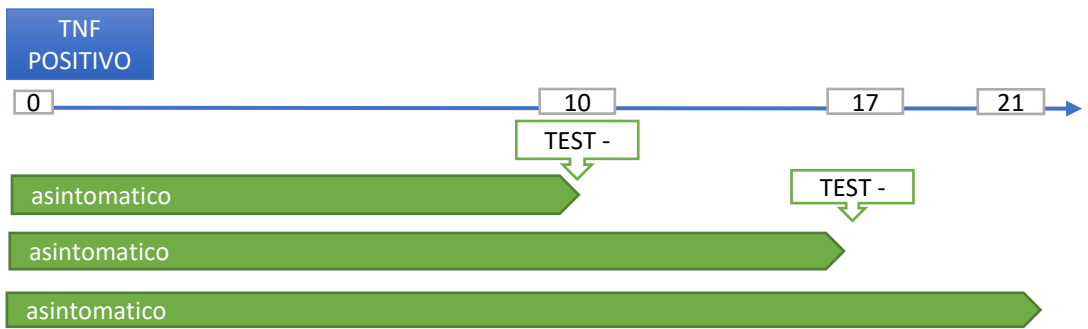 TNF
POSITIVO
0
10
17
21
TEST -
asintomatico
TEST -
asintomatico
asintomatico